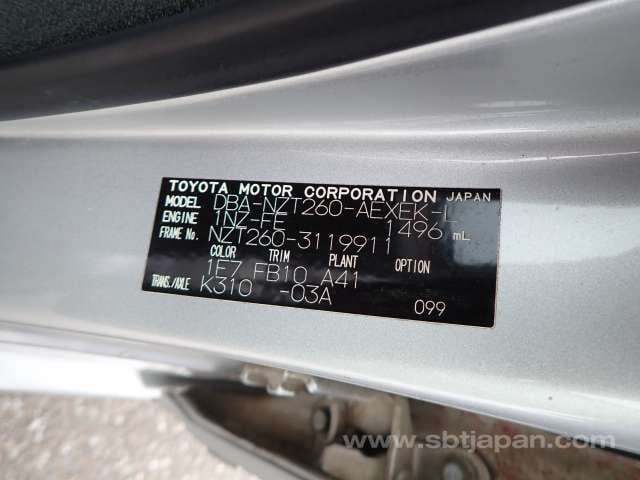 TOYOTA MOTOR CORPORATION JAPAN
MODEL DBA-NZT260-AEXEK-L
ENGINE 1NZ-FE 1496 mL
FRAME No. NZT260-3119911
COLOR TRIM PLANT OPTION
1E7 FB10 A41
TRANS./AXLE K310 -03A
099
www.sbtjapan.com